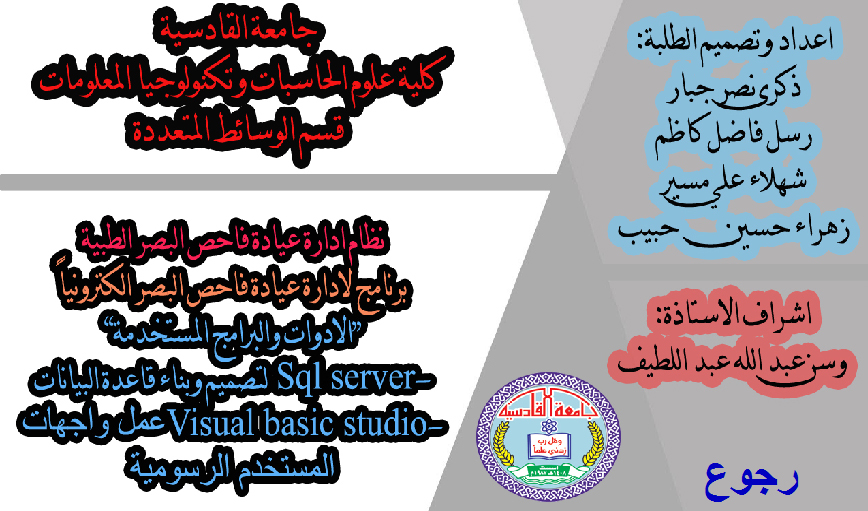 جامعة القادسية
كلية علوم الحاسبات وتكنولوجيا المعلومات
قسم الوسائط المتعددة
اعداد وتصميم الطلبة:
ذكرى نصر جبار
رسل فاضل كاظم
شهلاء علي مسير
زهراء حسين حبيب
نظام ادارة عيادة فاحص البصر الطبية
برنامج لادارة عيادة فاحص البصر الكترونياً
"الادوات والبرامج المستخدمة"
-Sql server لتصميم وبناء قاعدة البيانات
-Visual basic studio عمل واجهات
المستخدم الرسومية
اشراف الاستاذة:
وسن عبد الله عبد اللطيف
جامعة القادسية
وقل رب
زدني علماً
رجوع